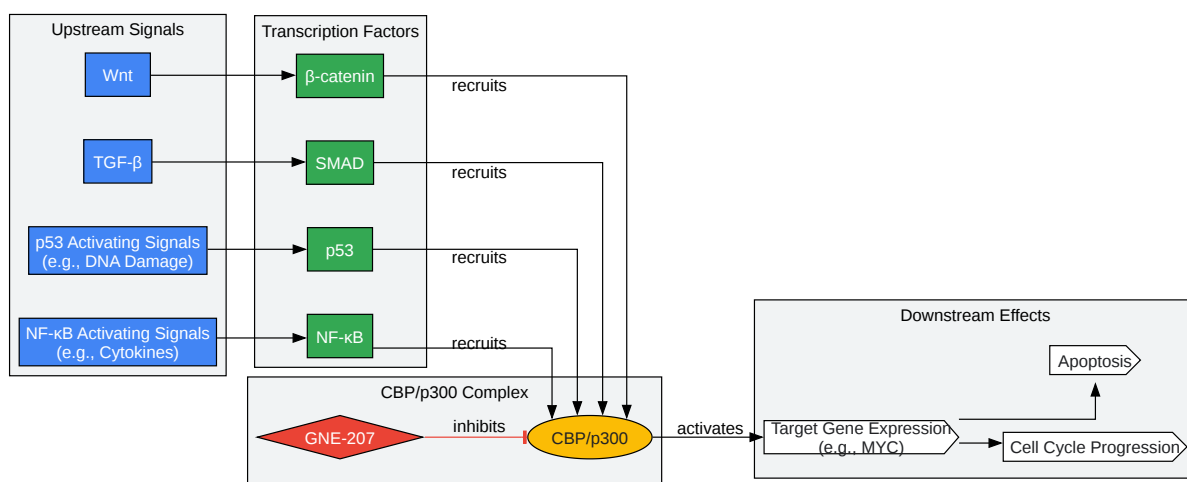 Upstream Signals
Transcription Factors
Wnt
β-catenin
recruits
TGF-β
SMAD
recruits
p53 Activating Signals
(e.g., DNA Damage)
p53
recruits
NF-κB Activating Signals
(e.g., Cytokines)
NF-κB
recruits
CBP/p300 Complex
GNE-207
inhibits
CBP/p300
activates
Downstream Effects
Target Gene Expression
(e.g., MYC)
Apoptosis
Cell Cycle Progression